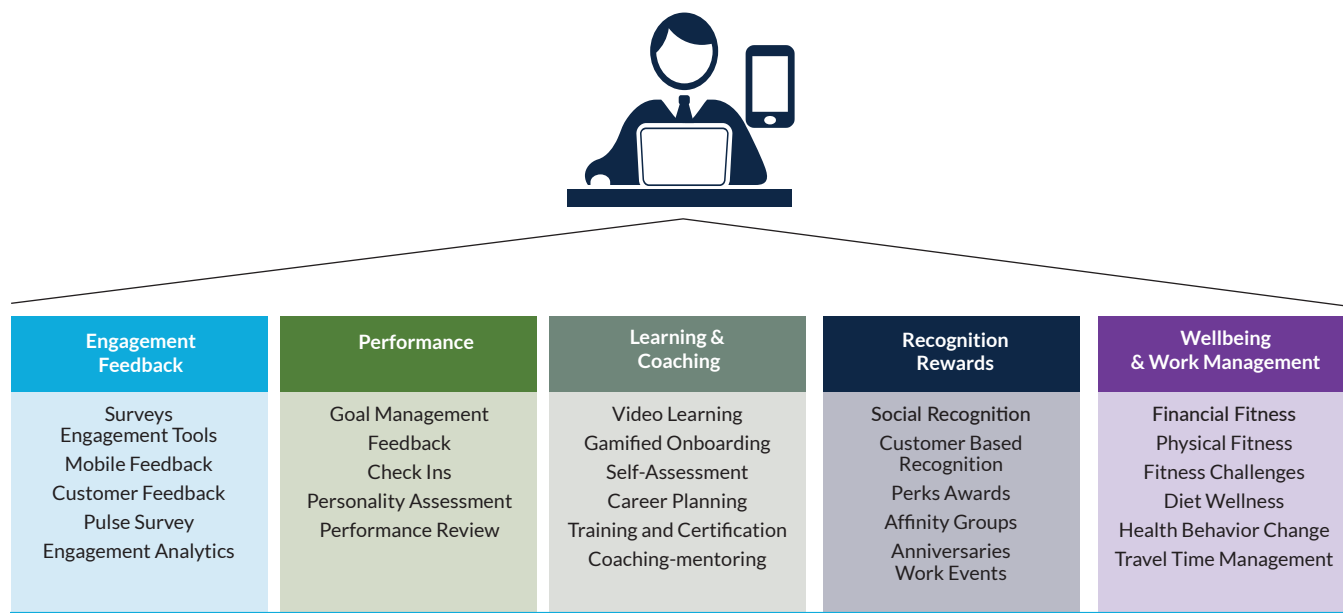 Engagement
Feedback
Surveys
Engagement Tools
Mobile Feedback
Customer Feedback
Pulse Survey
Engagement Analytics
Performance
Goal Management
Feedback
Check Ins
Personality Assessment
Performance Review
Learning &
Coaching
Video Learning
Gamified Onboarding
Self-Assessment
Career Planning
Training and Certification
Coaching-mentoring
Recognition
Rewards
Social Recognition
Customer Based
Recognition
Perks Awards
Affinity Groups
Anniversaries
Work Events
Wellbeing
& Work Management
Financial Fitness
Physical Fitness
Fitness Challenges
Diet Wellness
Health Behavior Change
Travel Time Management